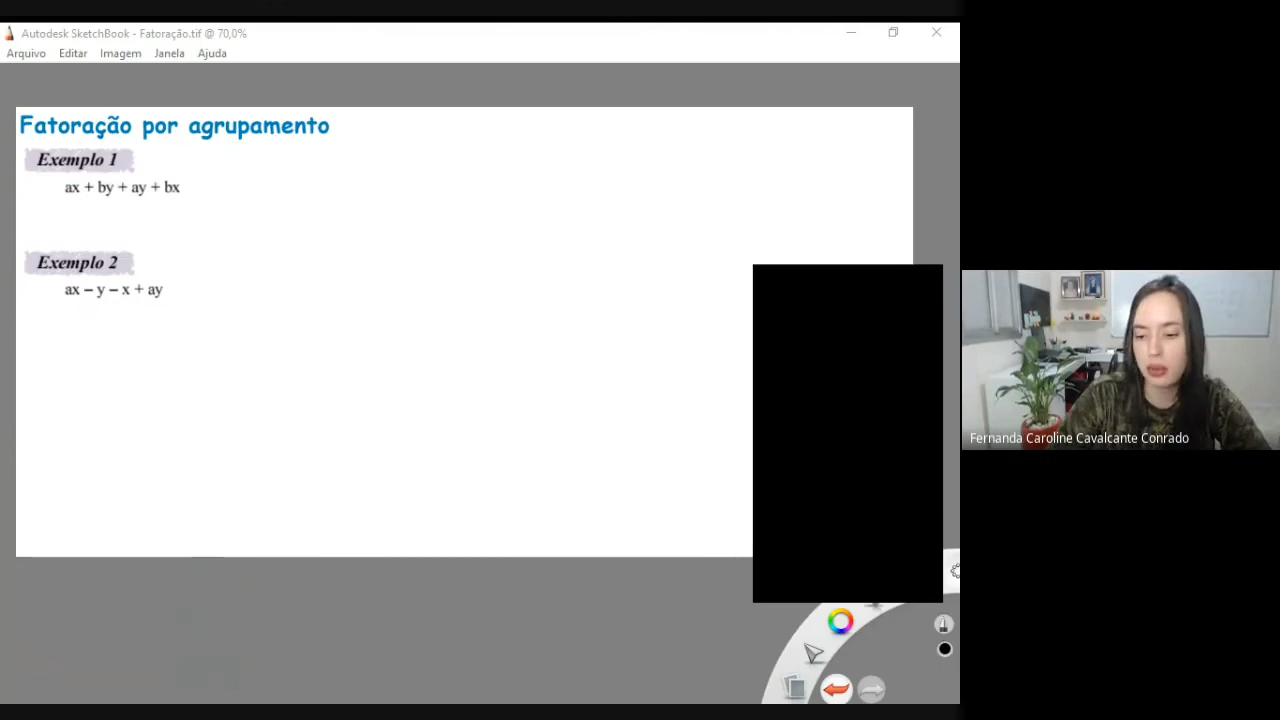 Autodesk SketchBook - Fatoração.tif @ 70,0%
Arquivo Editar Imagem Janela Ajuda
Fatoração por agrupamento
Exemplo 1
ax + by + ay + bx
Exemplo 2
ax – y – x + ay
Fernanda Caroline Cavalcante Conrado